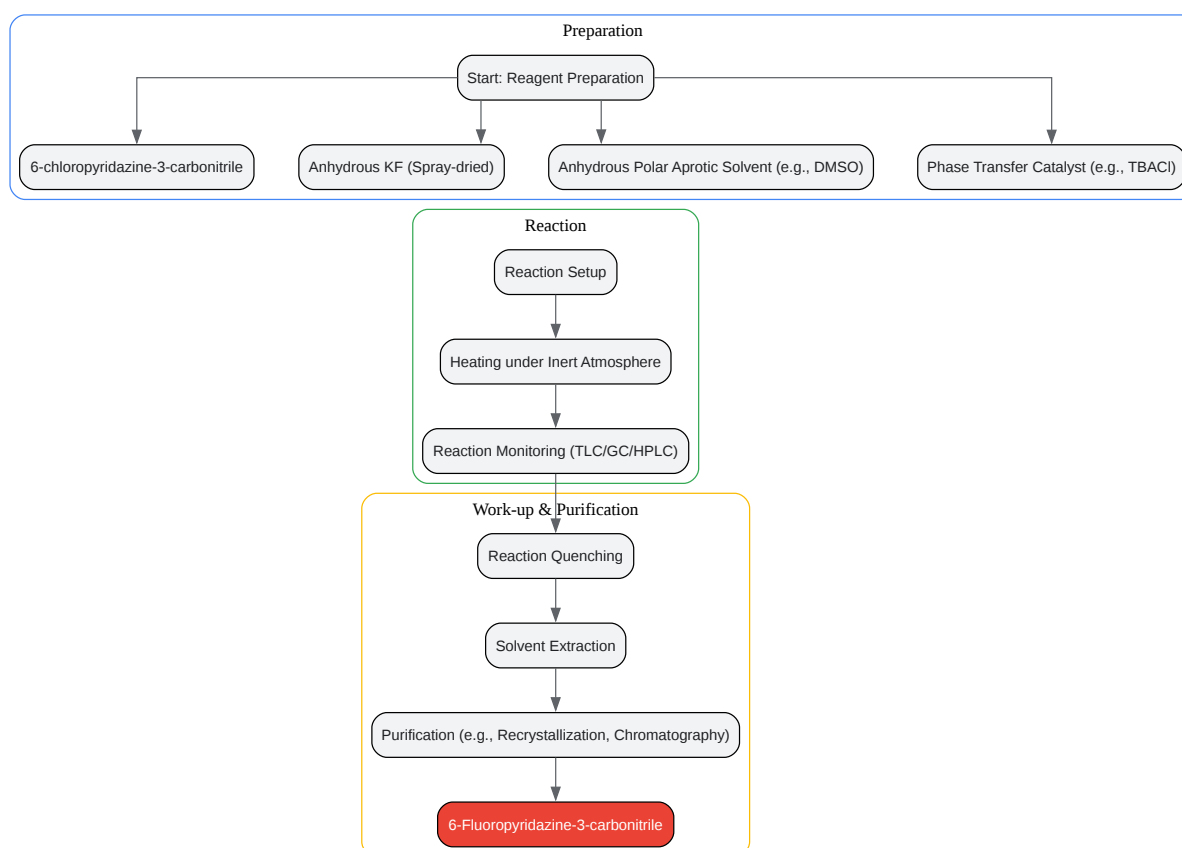 Preparation
Start: Reagent Preparation
6-chloropyridazine-3-carbonitrile
Anhydrous KF (Spray-dried)
Anhydrous Polar Aprotic Solvent (e.g., DMSO)
Phase Transfer Catalyst (e.g., TBACl)
Reaction
Reaction Setup
Heating under Inert Atmosphere
Reaction Monitoring (TLC/GC/HPLC)
Work-up & Purification
Reaction Quenching
Solvent Extraction
Purification (e.g., Recrystallization, Chromatography)
6-Fluoropyridazine-3-carbonitrile